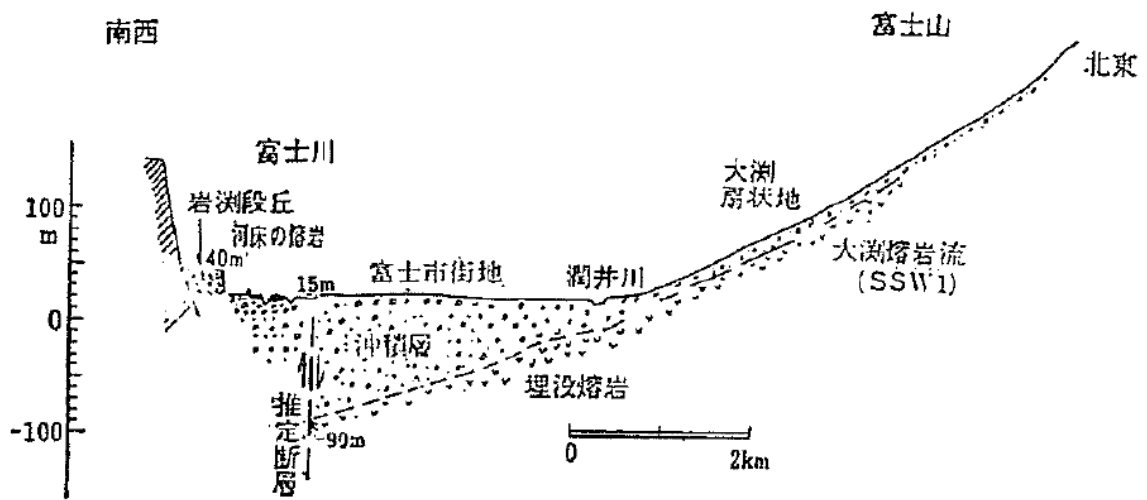 南西
富士山
北東
富士川
岩渕段丘
40m
河床の熔岩
15m
富士市街地
潤井川
大渕
扇状地
大渕熔岩流
(SSW1)
100
m
0
-100
沖積層
埋没熔岩
推定断層
-90m
0
2km